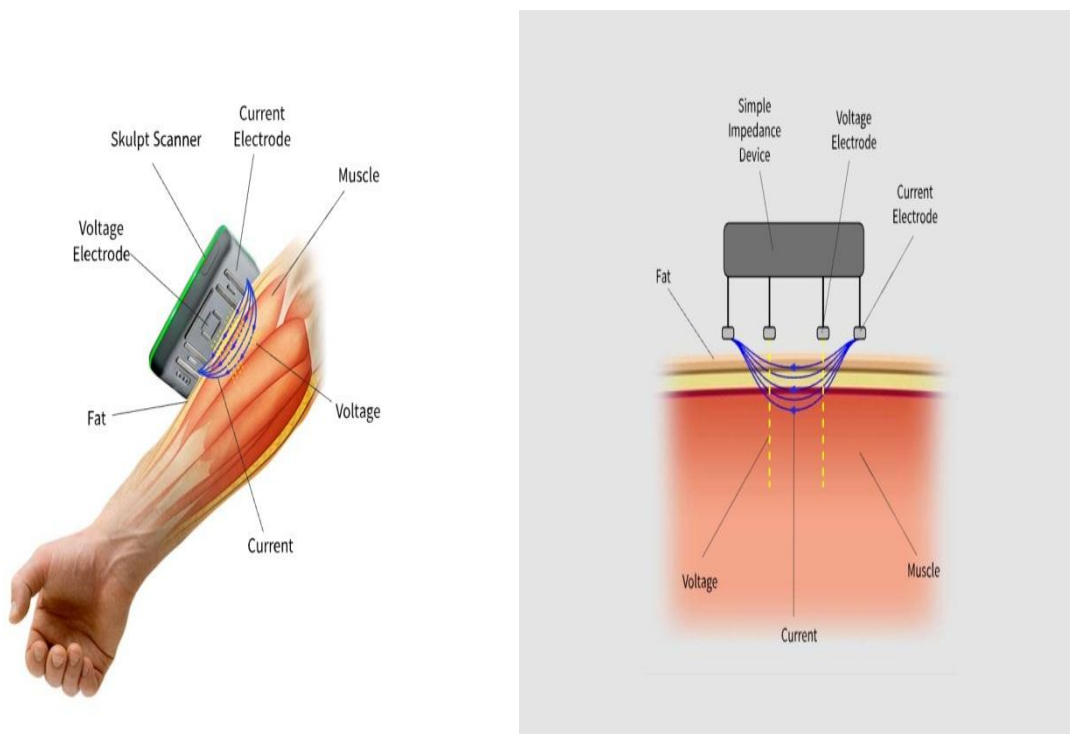 Current
Electrode
Skulpt Scanner
Muscle
Voltage
Electrode
Fat
Voltage
Current
Simple
Impedance
Device
Voltage
Electrode
Current
Electrode
Fat
Voltage
Muscle
Current